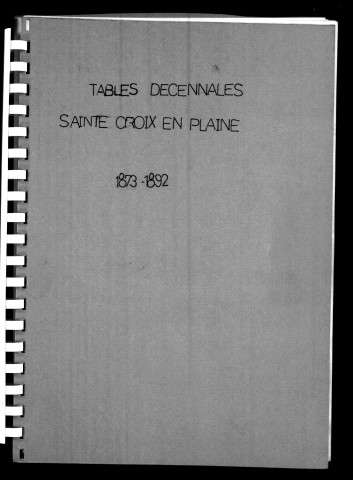 TABLES DECENNALES
SAINTE CROIX EN PLAINE
1873-1892